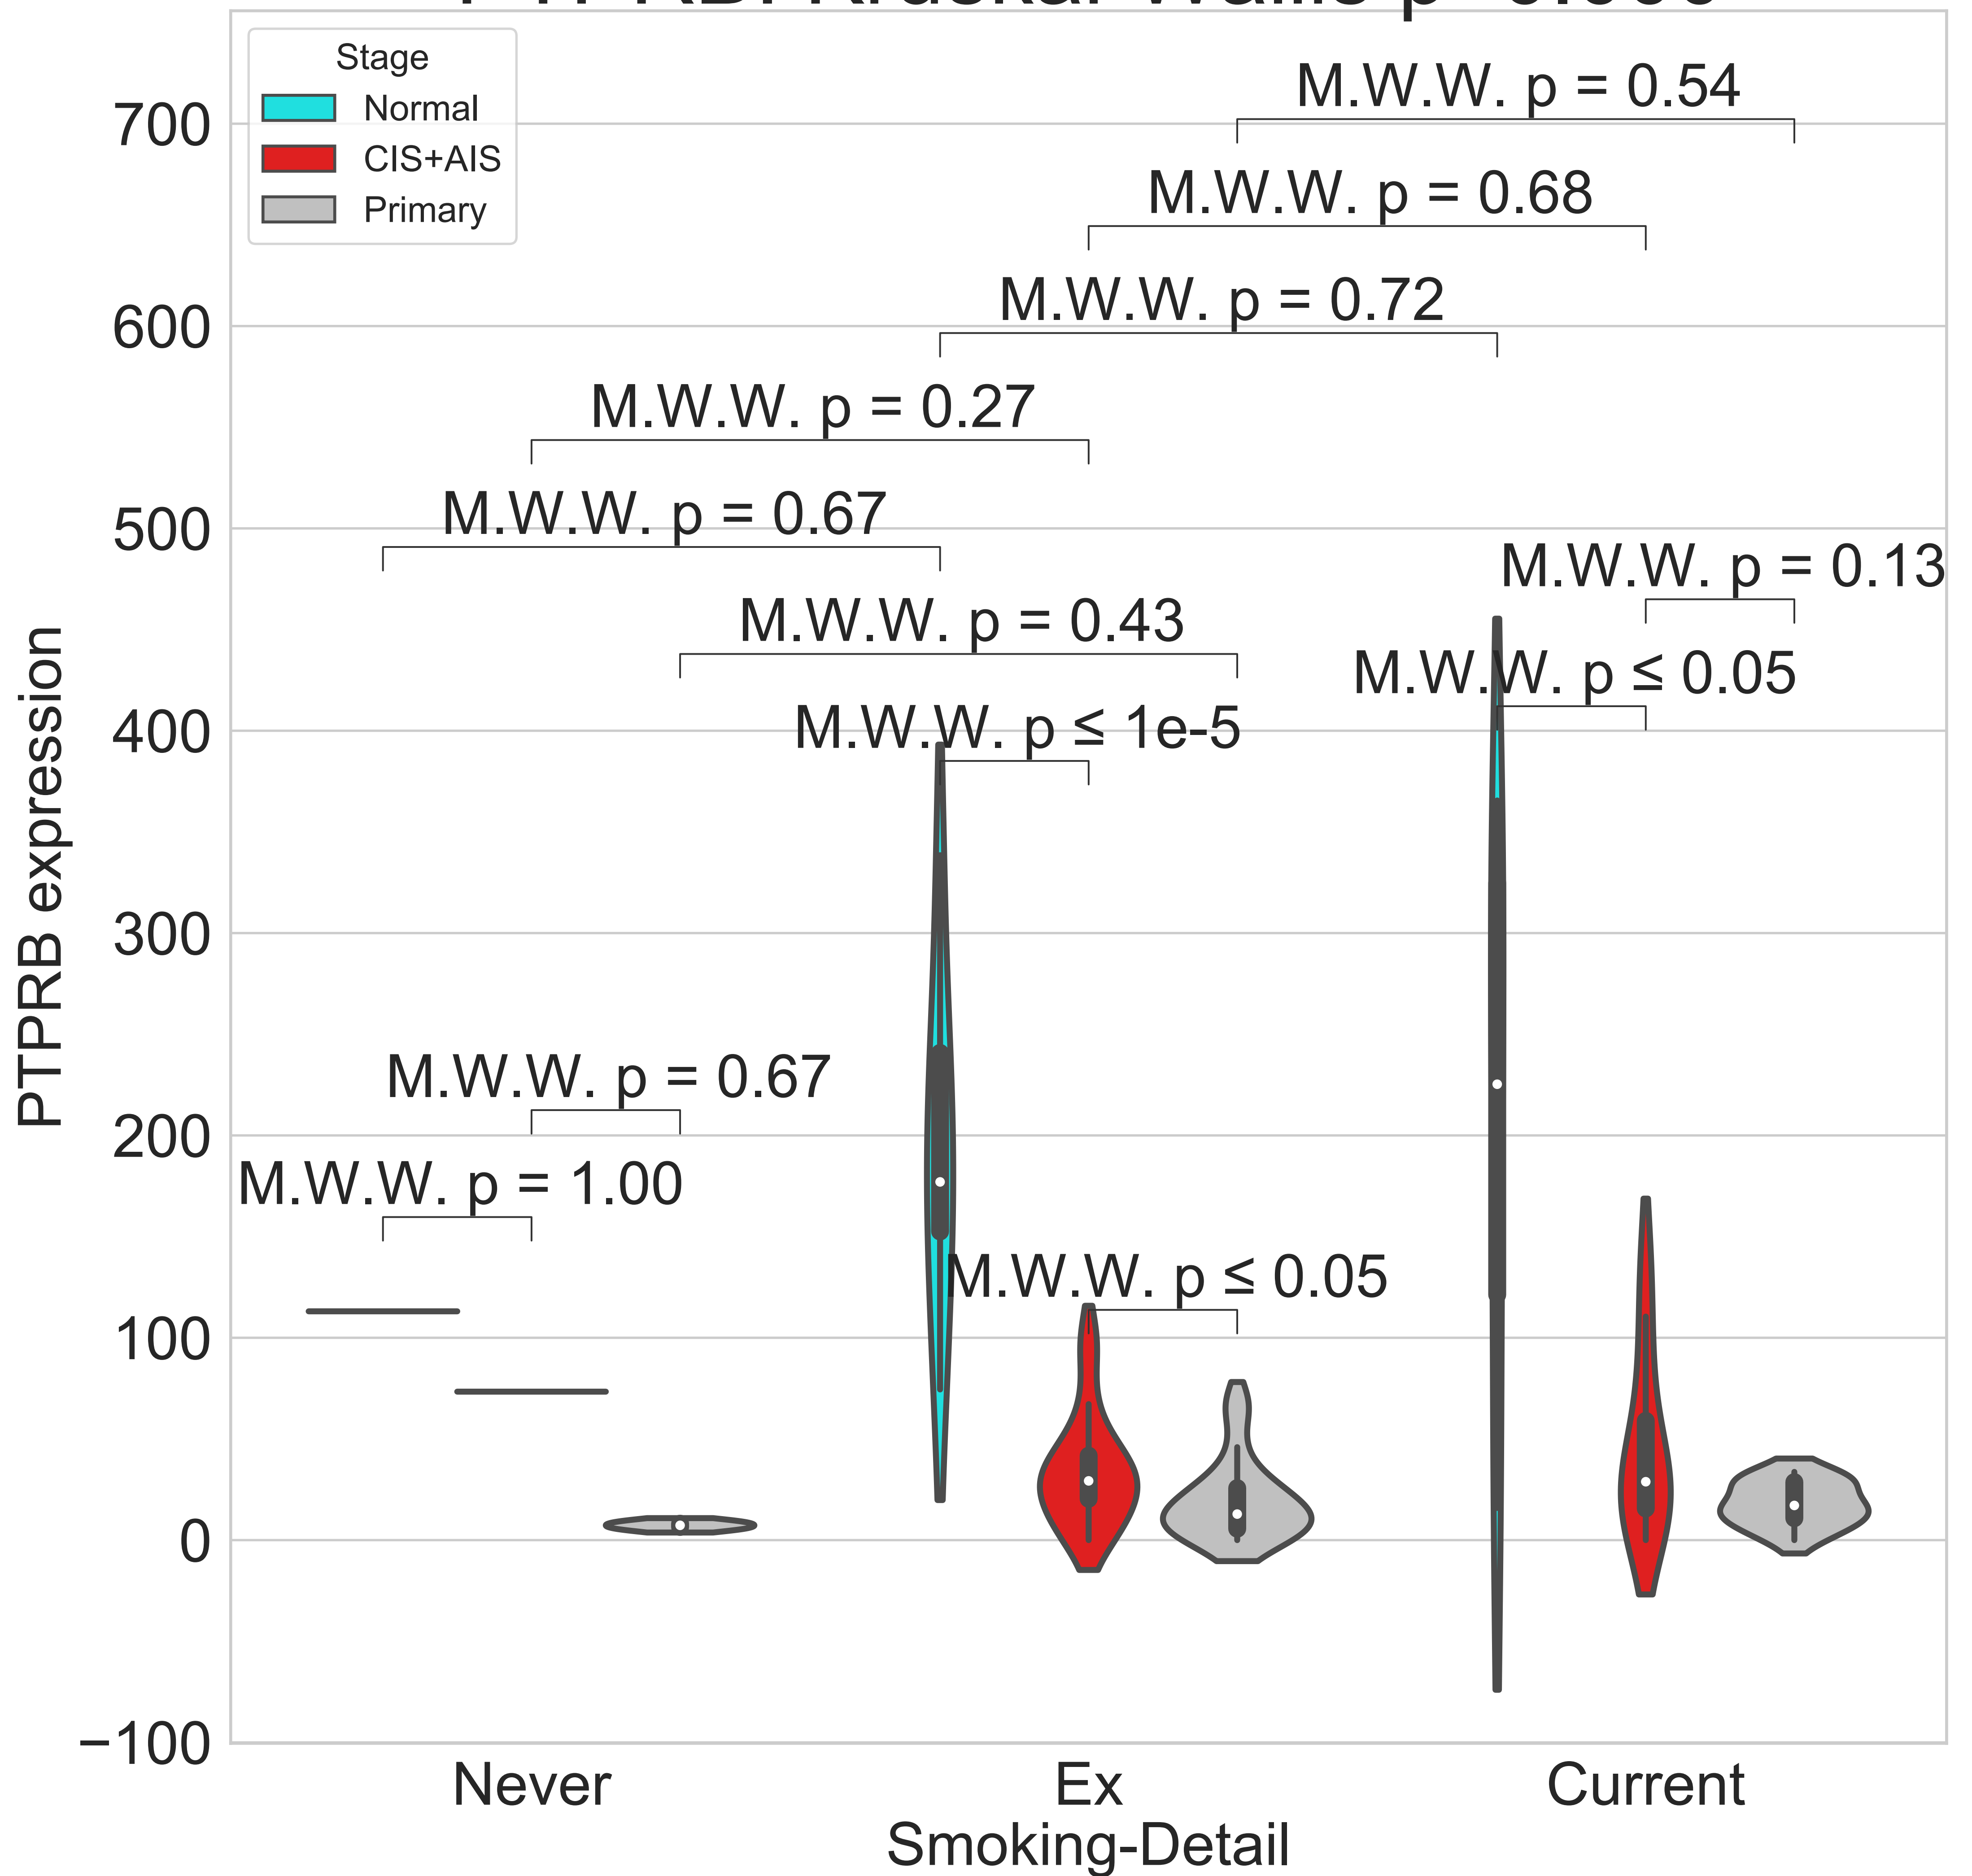 Stage
Normal
CIS+AIS
Primary
M.W.W. p = 0.54
M.W.W. p = 0.68
M.W.W. p = 0.72
M.W.W. p = 0.27
M.W.W. p = 0.67
M.W.W. p = 0.13
M.W.W. p = 0.43
M.W.W. p ≤ 0.05
M.W.W. p ≤ 1e-5
M.W.W. p = 0.67
M.W.W. p = 1.00
M.W.W. p ≤ 0.05
700
600
500
400
300
200
100
0
−100
PTPRB expression
Never
Ex
Current
Smoking-Detail